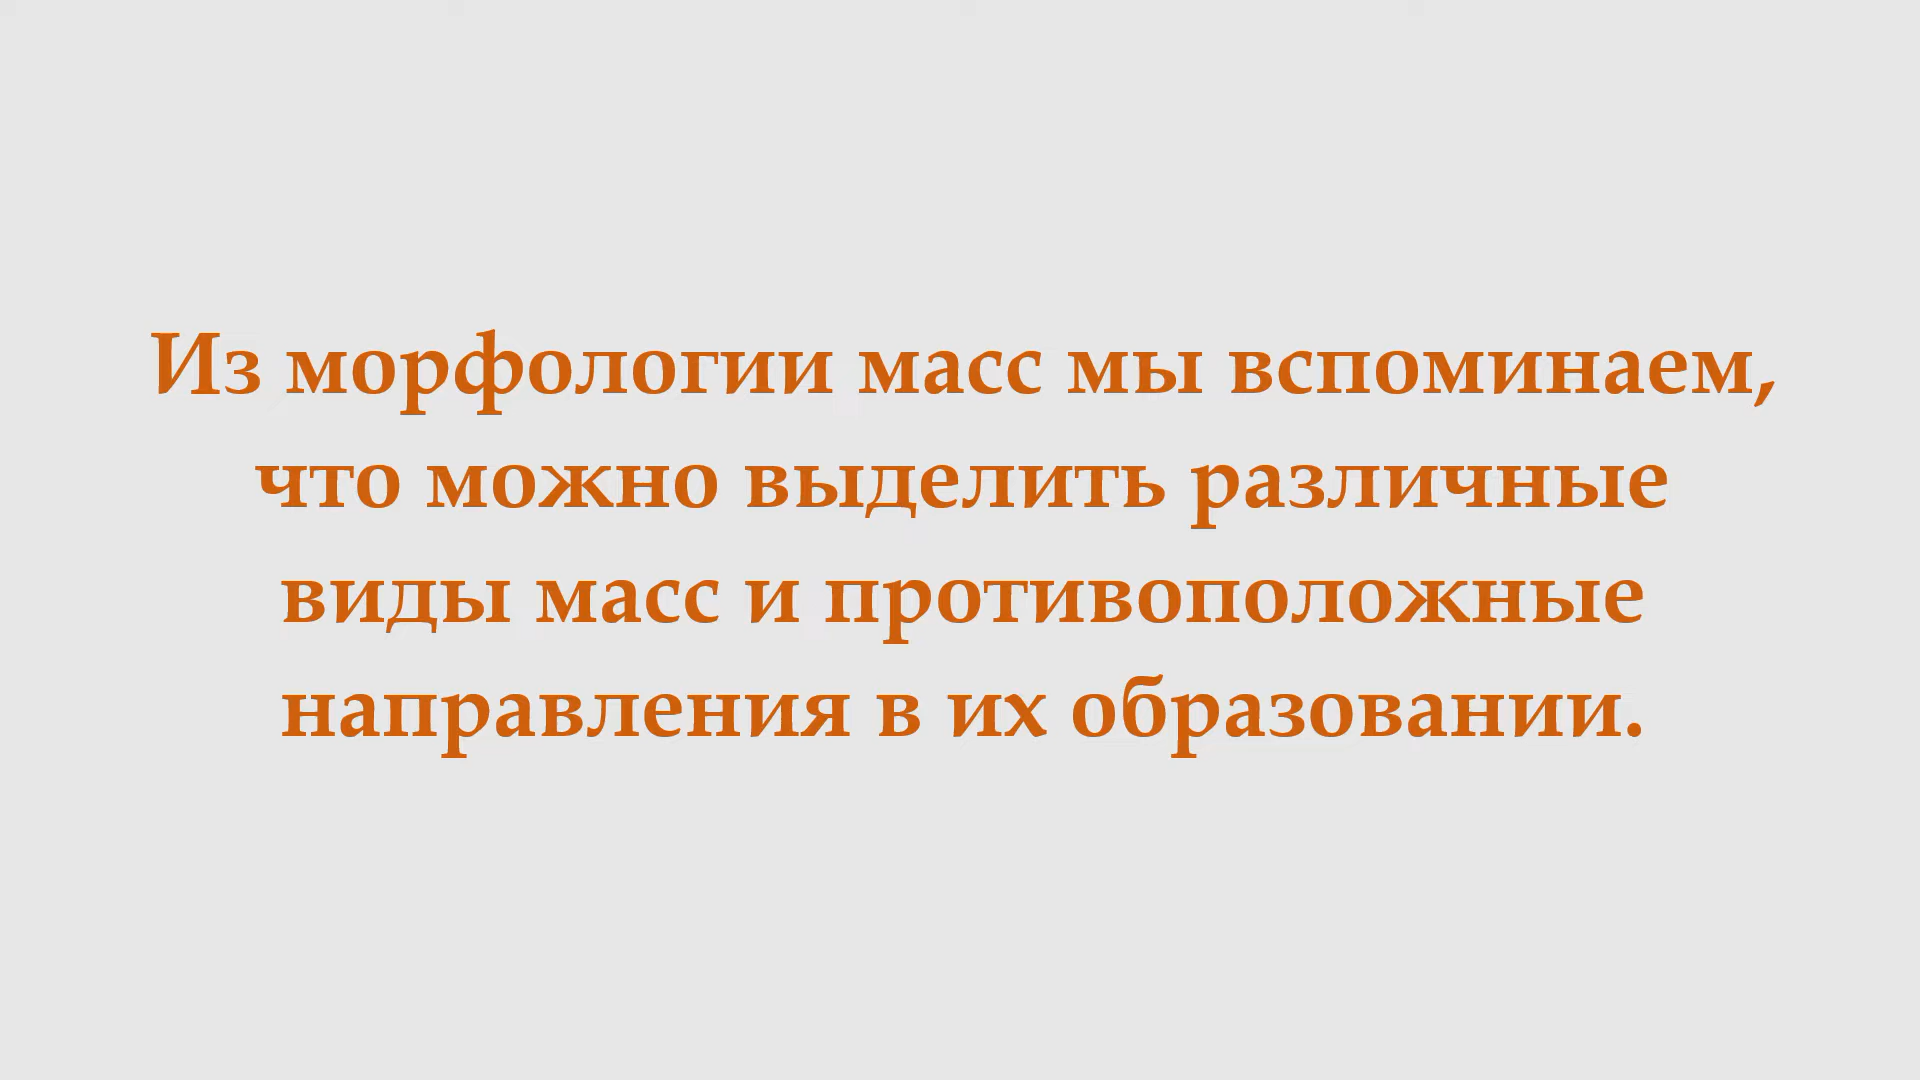 Из морфологии масс мы вспоминаем,
что можно выделить различные
виды масс и противоположные
направления в их образовании.